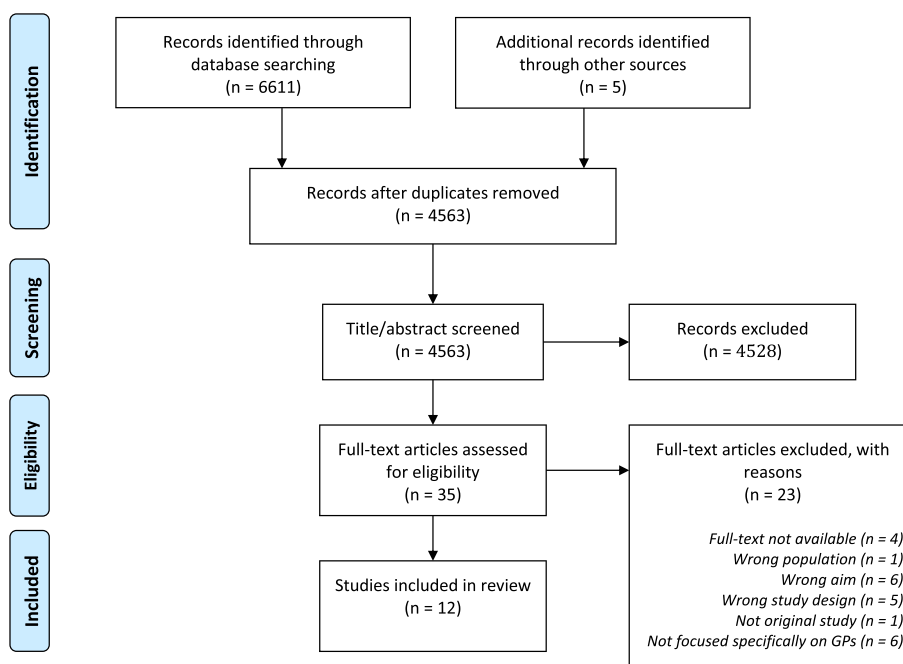 Identification
Records identified through
database searching
(n = 6611)
Additional records identified
through other sources
(n = 5)
Records after duplicates removed
(n = 4563)
Screening
Title/abstract screened
(n = 4563)
Records excluded
(n = 4528)
Eligibility
Full-text articles assessed
for eligibility
(n = 35)
Full-text articles excluded, with
reasons
(n = 23)
Full-text not available (n = 4)
Wrong population (n = 1)
Wrong aim (n = 6)
Wrong study design (n = 5)
Not original study (n = 1)
Not focused specifically on GPs (n = 6)
Included
Studies included in review
(n = 12)